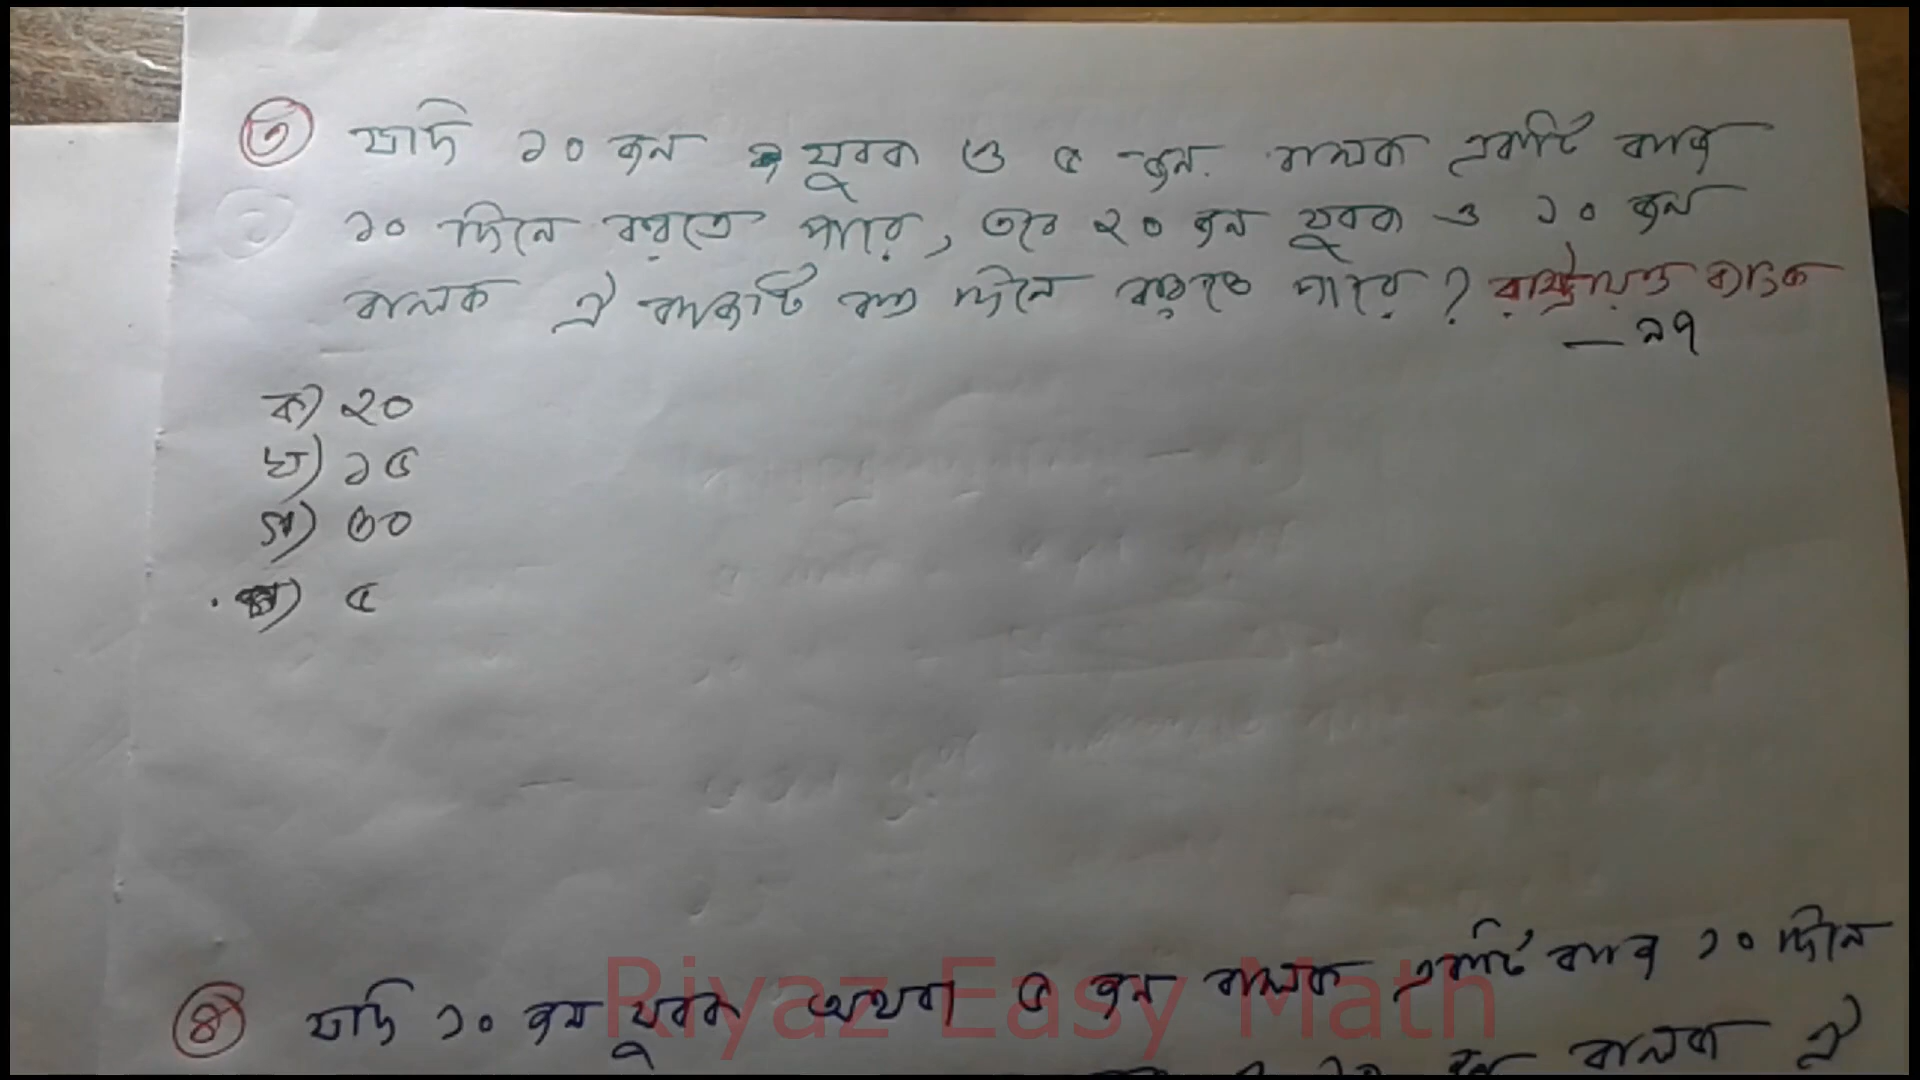 ৩ যদি ১০ জন যুবক ও ৫ জন বালক একটি কাজ
১০ দিনে করতে পারে, তবে ২০ জন যুবক ও ১০ জন
বালক ঐ কাজটি কত দিনে করতে পারে? রাষ্ট্রায়ত্ত ব্যাংক
— ৯৭
ক) ২০
খ) ১৫
গ) ৩০
ঘ) ৫
৪ যদি ১০ জন যুবক অথবা ৫ জন বালক একটি কাজ ১০ দিনে
Riyaz Easy Math
জন বালক ঐ